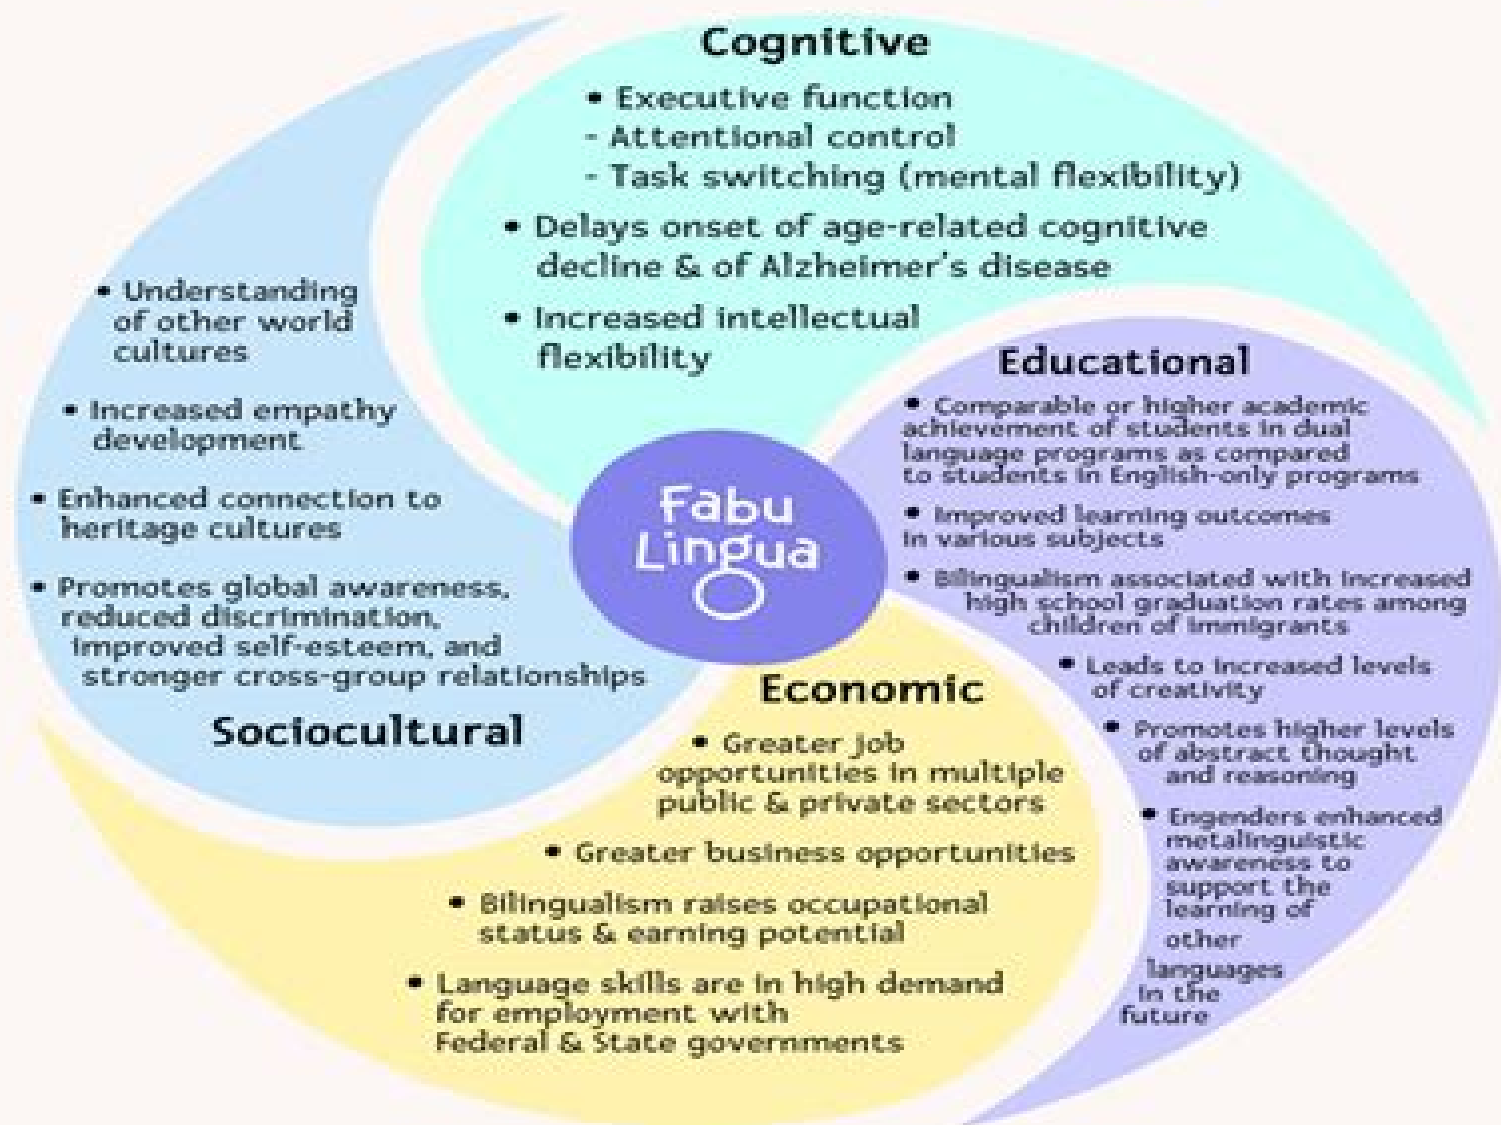 Cognitive
• Executive function
- Attentional control
- Task switching (mental flexibility)
• Delays onset of age-related cognitive
decline & of Alzheimer's disease
• Increased intellectual
flexibility
Educational
• Comparable or higher academic
achievement of students in dual
language programs as compared
to students in English-only programs
• Improved learning outcomes
in various subjects
• Bilingualism associated with increased
high school graduation rates among
children of immigrants
• Leads to increased levels
of creativity
• Promotes higher levels
of abstract thought
and reasoning
• Engenders enhanced
metalinguistic
awareness to
support the
learning of
other
languages
in the
future
Economic
• Greater job
opportunities in multiple
public & private sectors
• Greater business opportunities
• Bilingualism raises occupational
status & earning potential
• Language skills are in high demand
for employment with
Federal & State governments
• Understanding
of other world
cultures
• Increased empathy
development
• Enhanced connection to
heritage cultures
• Promotes global awareness,
reduced discrimination,
improved self-esteem, and
stronger cross-group relationships
Sociocultural
Fabu
Lingua